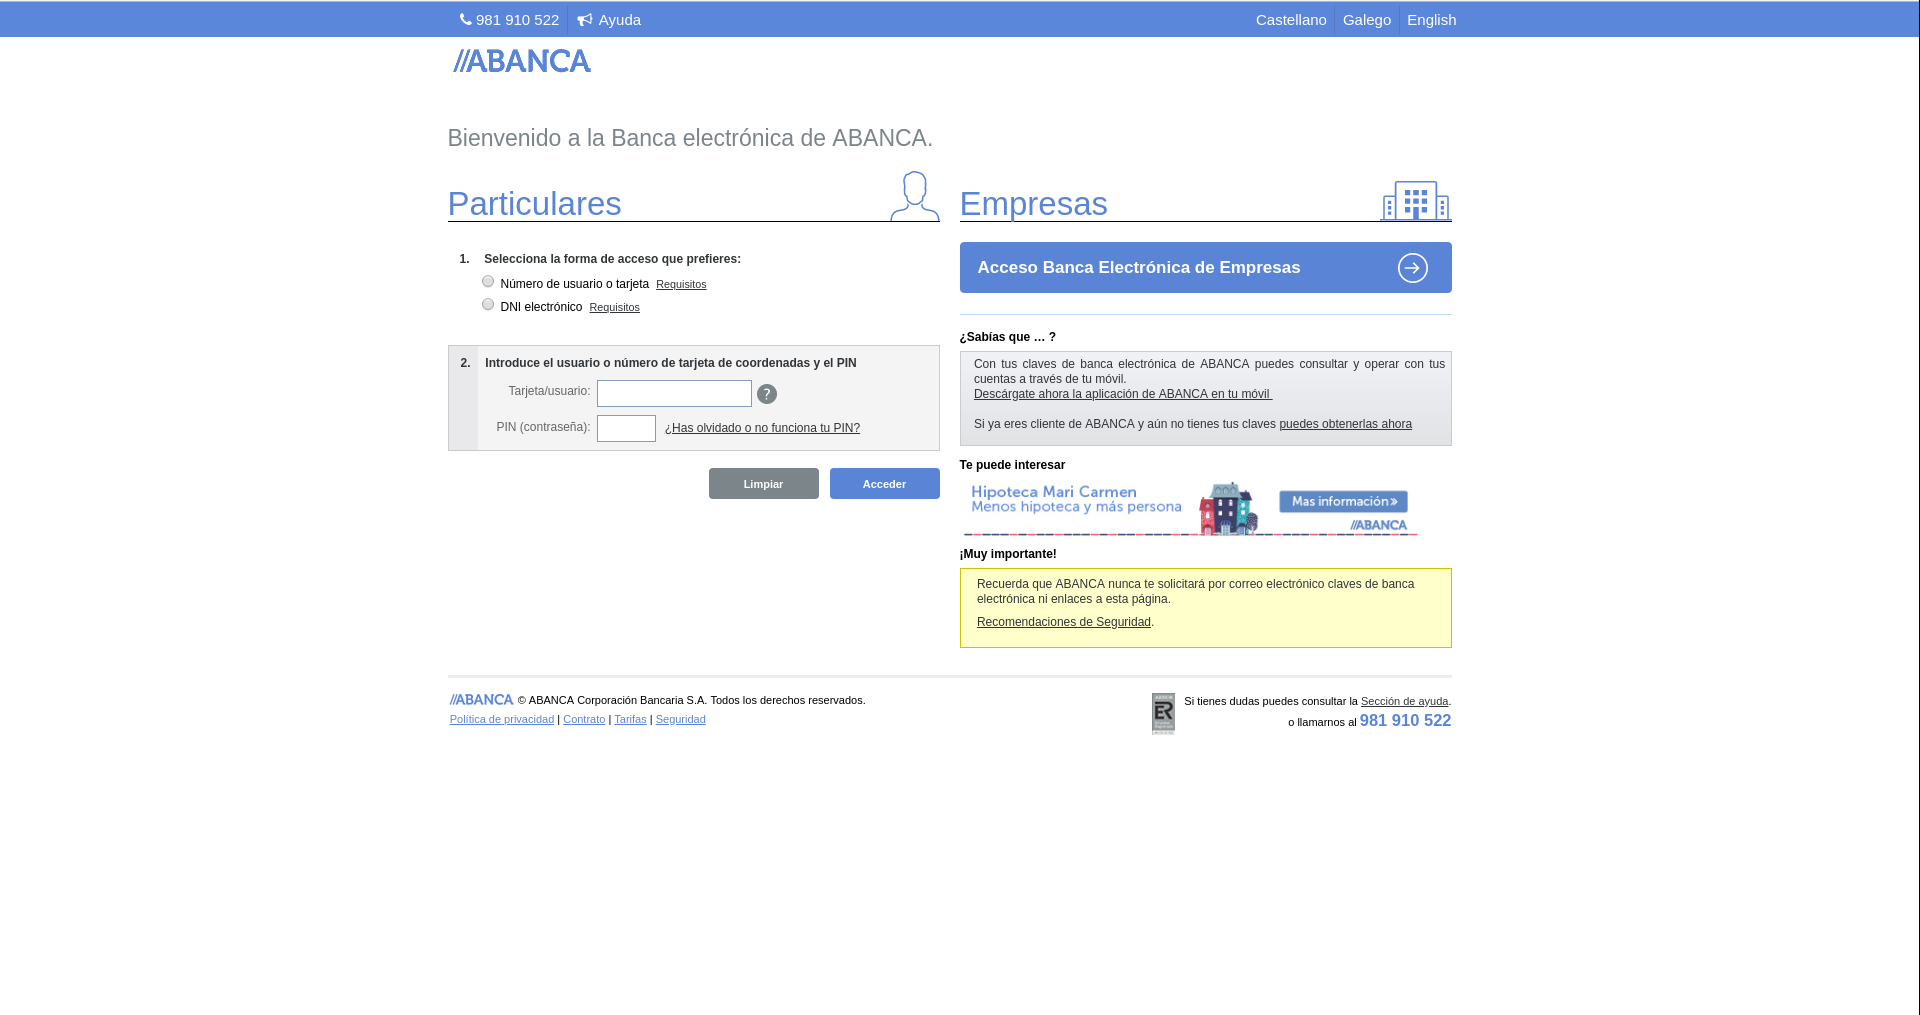 981 910 522 Ayuda Castellano Galego English
//ABANCA
Bienvenido a la Banca electrónica de ABANCA.
Particulares
1. Selecciona la forma de acceso que prefieres:
Número de usuario o tarjeta Requisitos
DNI electrónico Requisitos
2. Introduce el usuario o número de tarjeta de coordenadas y el PIN
Tarjeta/usuario: ?
PIN (contraseña): ¿Has olvidado o no funciona tu PIN?
Limpiar Acceder
Empresas
Acceso Banca Electrónica de Empresas
¿Sabías que … ?
Con tus claves de banca electrónica de ABANCA puedes consultar y operar con tus
cuentas a través de tu móvil.
Descárgate ahora la aplicación de ABANCA en tu móvil
Si ya eres cliente de ABANCA y aún no tienes tus claves puedes obtenerlas ahora
Te puede interesar
Hipoteca Mari Carmen
Menos hipoteca y más persona
Mas información »
//ABANCA
¡Muy importante!
Recuerda que ABANCA nunca te solicitará por correo electrónico claves de banca
electrónica ni enlaces a esta página.
Recomendaciones de Seguridad.
//ABANCA © ABANCA Corporación Bancaria S.A. Todos los derechos reservados.
Política de privacidad | Contrato | Tarifas | Seguridad
ER
Si tienes dudas puedes consultar la Sección de ayuda.
o llamarnos al 981 910 522